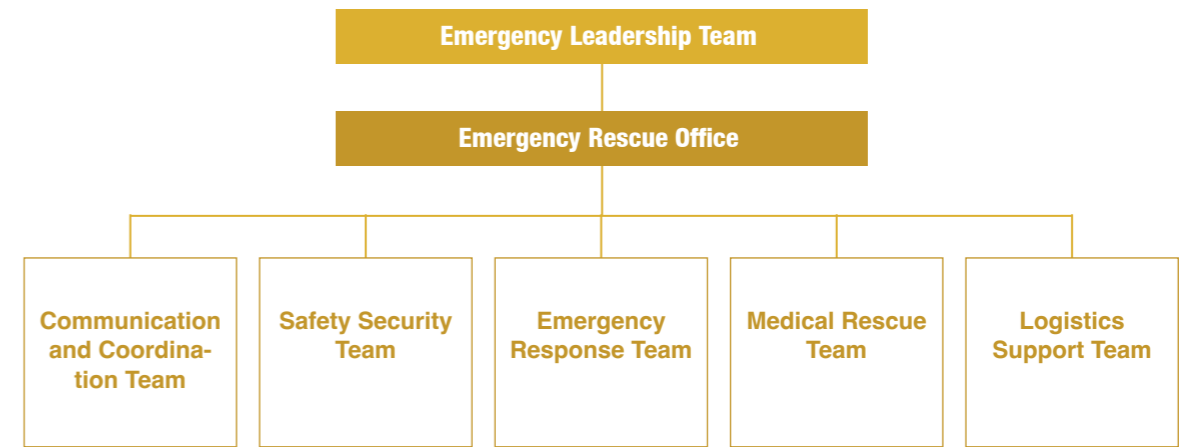 Emergency Leadership Team
Emergency Rescue Office
Communication
and Coordina-
tion Team
Safety Security
Team
Emergency
Response Team
Medical Rescue
Team
Logistics
Support Team